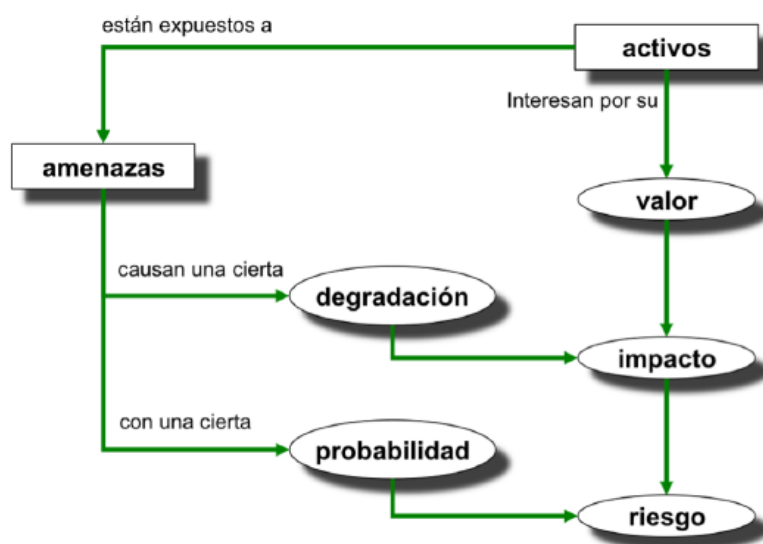 están expuestos a
activos
Interesan por su
amenazas
valor
causan una cierta
degradación
impacto
con una cierta
probabilidad
riesgo